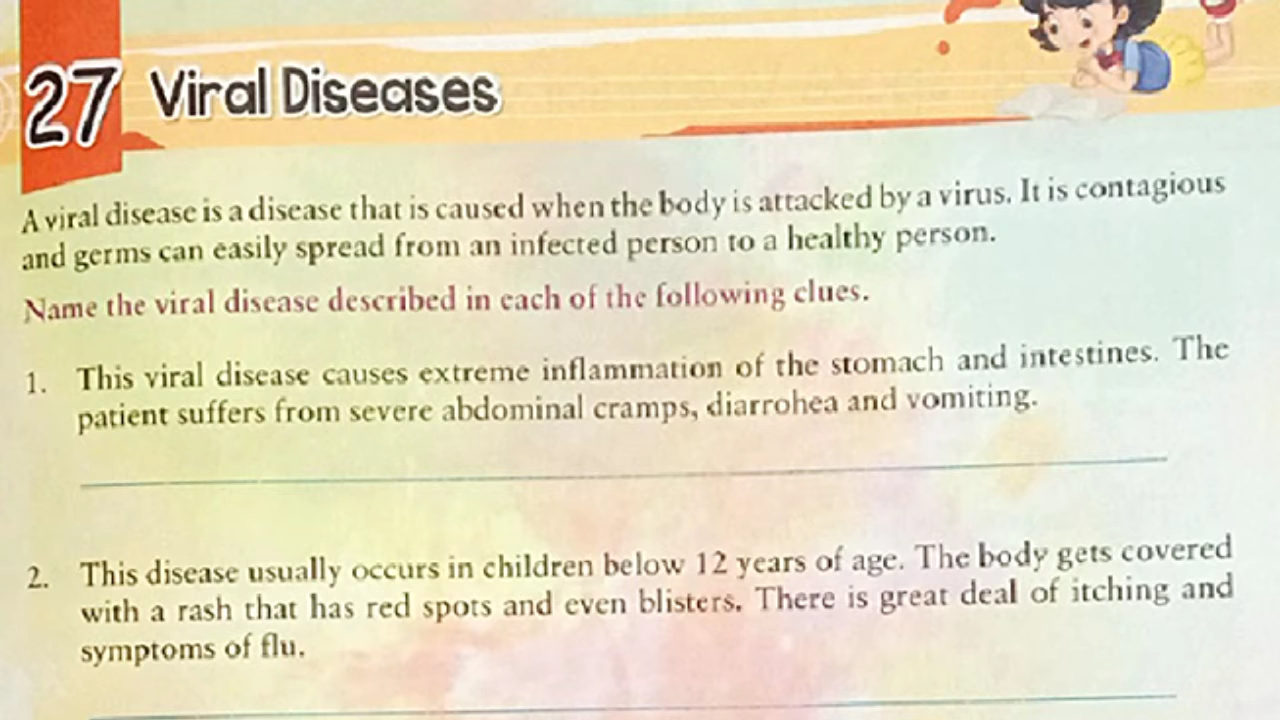 27 Viral Diseases
A viral disease is a disease that is caused when the body is attacked by a virus. It is contagious
and germs can easily spread from an infected person to a healthy person.
Name the viral disease described in each of the following clues.
1. This viral disease causes extreme inflammation of the stomach and intestines. The
patient suffers from severe abdominal cramps, diarrohea and vomiting.
2. This disease usually occurs in children below 12 years of age. The body gets covered
with a rash that has red spots and even blisters. There is great deal of itching and
symptoms of flu.